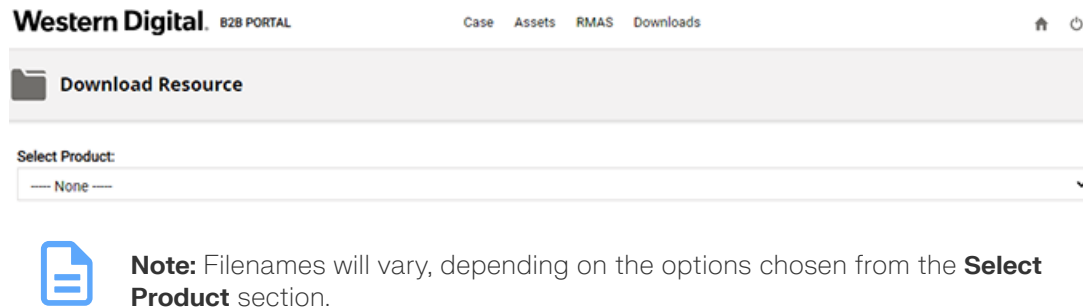 Western Digital. B2B PORTAL Case Assets RMAS Downloads
Download Resource
Select Product:
----- None -----
Note: Filenames will vary, depending on the options chosen from the Select
Product section.